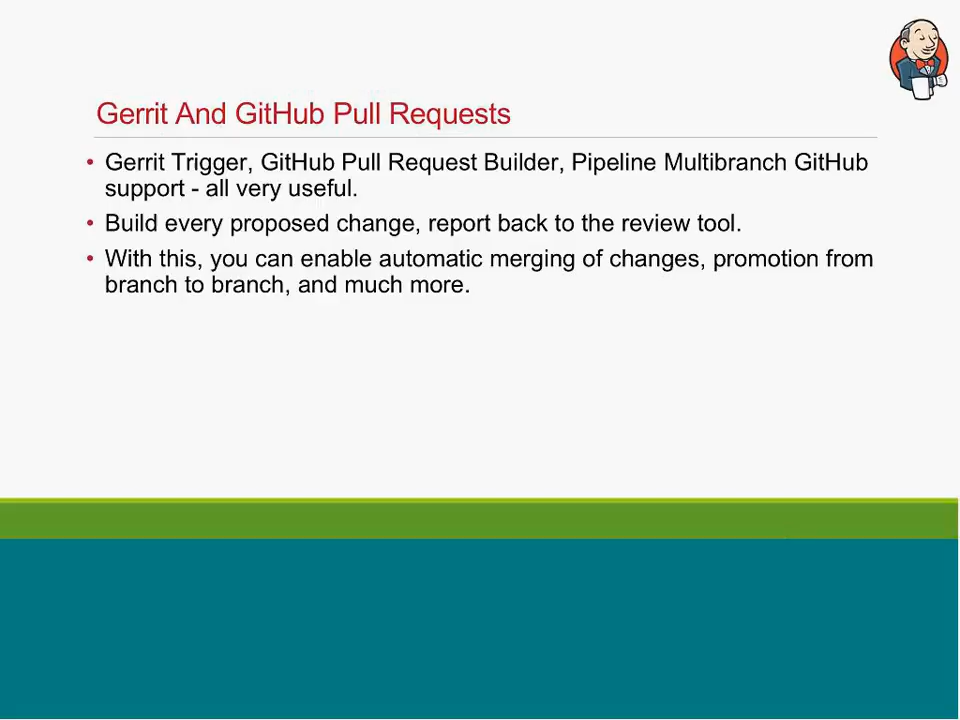 Gerrit And GitHub Pull Requests
• Gerrit Trigger, GitHub Pull Request Builder, Pipeline Multibranch GitHub
support - all very useful.
• Build every proposed change, report back to the review tool.
• With this, you can enable automatic merging of changes, promotion from
branch to branch, and much more.